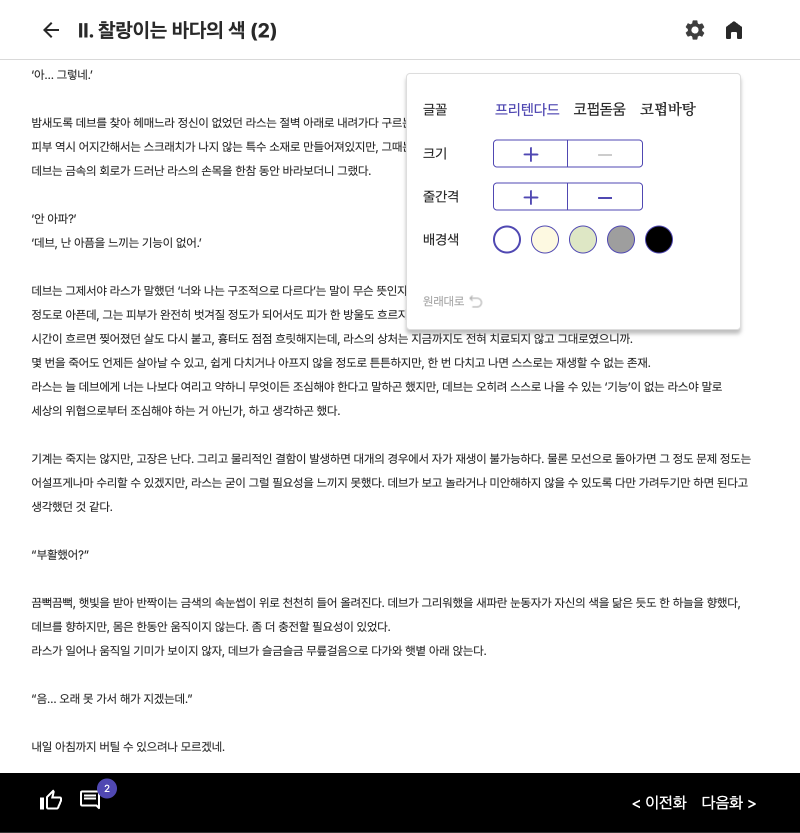 II. 찰랑이는 바다의 색 (2)
‘아... 그렇네.’
글꼴 프리텐다드 코펍돋움 코펍바탕
크기
줄간격
배경색
원래대로
밤새도록 데브를 찾아 헤매느라 정신이 없었던 라스는 절벽 아래로 내려가다 구르는
피부 역시 어지간해서는 스크래치가 나지 않는 특수 소재로 만들어져있지만, 그때는
데브는 금속의 회로가 드러난 라스의 손목을 한참 동안 바라보더니 그랬다.
‘안 아파?’
‘데브, 난 아픔을 느끼는 기능이 없어.’
데브는 그제서야 라스가 말했던 ‘너와 나는 구조적으로 다르다’는 말이 무슨 뜻인지
정도로 아픈데, 그는 피부가 완전히 벗겨질 정도가 되어서도 피가 한 방울도 흐르지
시간이 흐르면 찢어졌던 살도 다시 붙고, 흉터도 점점 흐릿해지는데, 라스의 상처는 지금까지도 전혀 치료되지 않고 그대로였으니까.
몇 번을 죽어도 언제든 살아날 수 있고, 쉽게 다치거나 아프지 않을 정도로 튼튼하지만, 한 번 다치고 나면 스스로는 재생할 수 없는 존재.
라스는 늘 데브에게 너는 나보다 여리고 약하니 무엇이든 조심해야 한다고 말하곤 했지만, 데브는 오히려 스스로 나을 수 있는 ‘기능’이 없는 라스야 말로
세상의 위협으로부터 조심해야 하는 거 아닌가, 하고 생각하곤 했다.
기계는 죽지는 않지만, 고장은 난다. 그리고 물리적인 결함이 발생하면 대개의 경우에서 자가 재생이 불가능하다. 물론 모선으로 돌아가면 그 정도 문제 정도는
어설프게나마 수리할 수 있겠지만, 라스는 굳이 그럴 필요성을 느끼지 못했다. 데브가 보고 놀라거나 미안해하지 않을 수 있도록 다만 가려두기만 하면 된다고
생각했던 것 같다.
“부활했어?”
끔뻑끔뻑, 햇빛을 받아 반짝이는 금색의 속눈썹이 위로 천천히 들어 올려진다. 데브가 그리워했을 새파란 눈동자가 자신의 색을 닮은 듯도 한 하늘을 향했다,
데브를 향하지만, 몸은 한동안 움직이지 않는다. 좀 더 충전할 필요성이 있었다.
라스가 일어나 움직일 기미가 보이지 않자, 데브가 슬금슬금 무릎걸음으로 다가와 햇볕 아래 앉는다.
“음... 오래 못 가서 해가 지겠는데.”
내일 아침까지 버틸 수 있으려나 모르겠네.
2
< 이전화 다음화 >